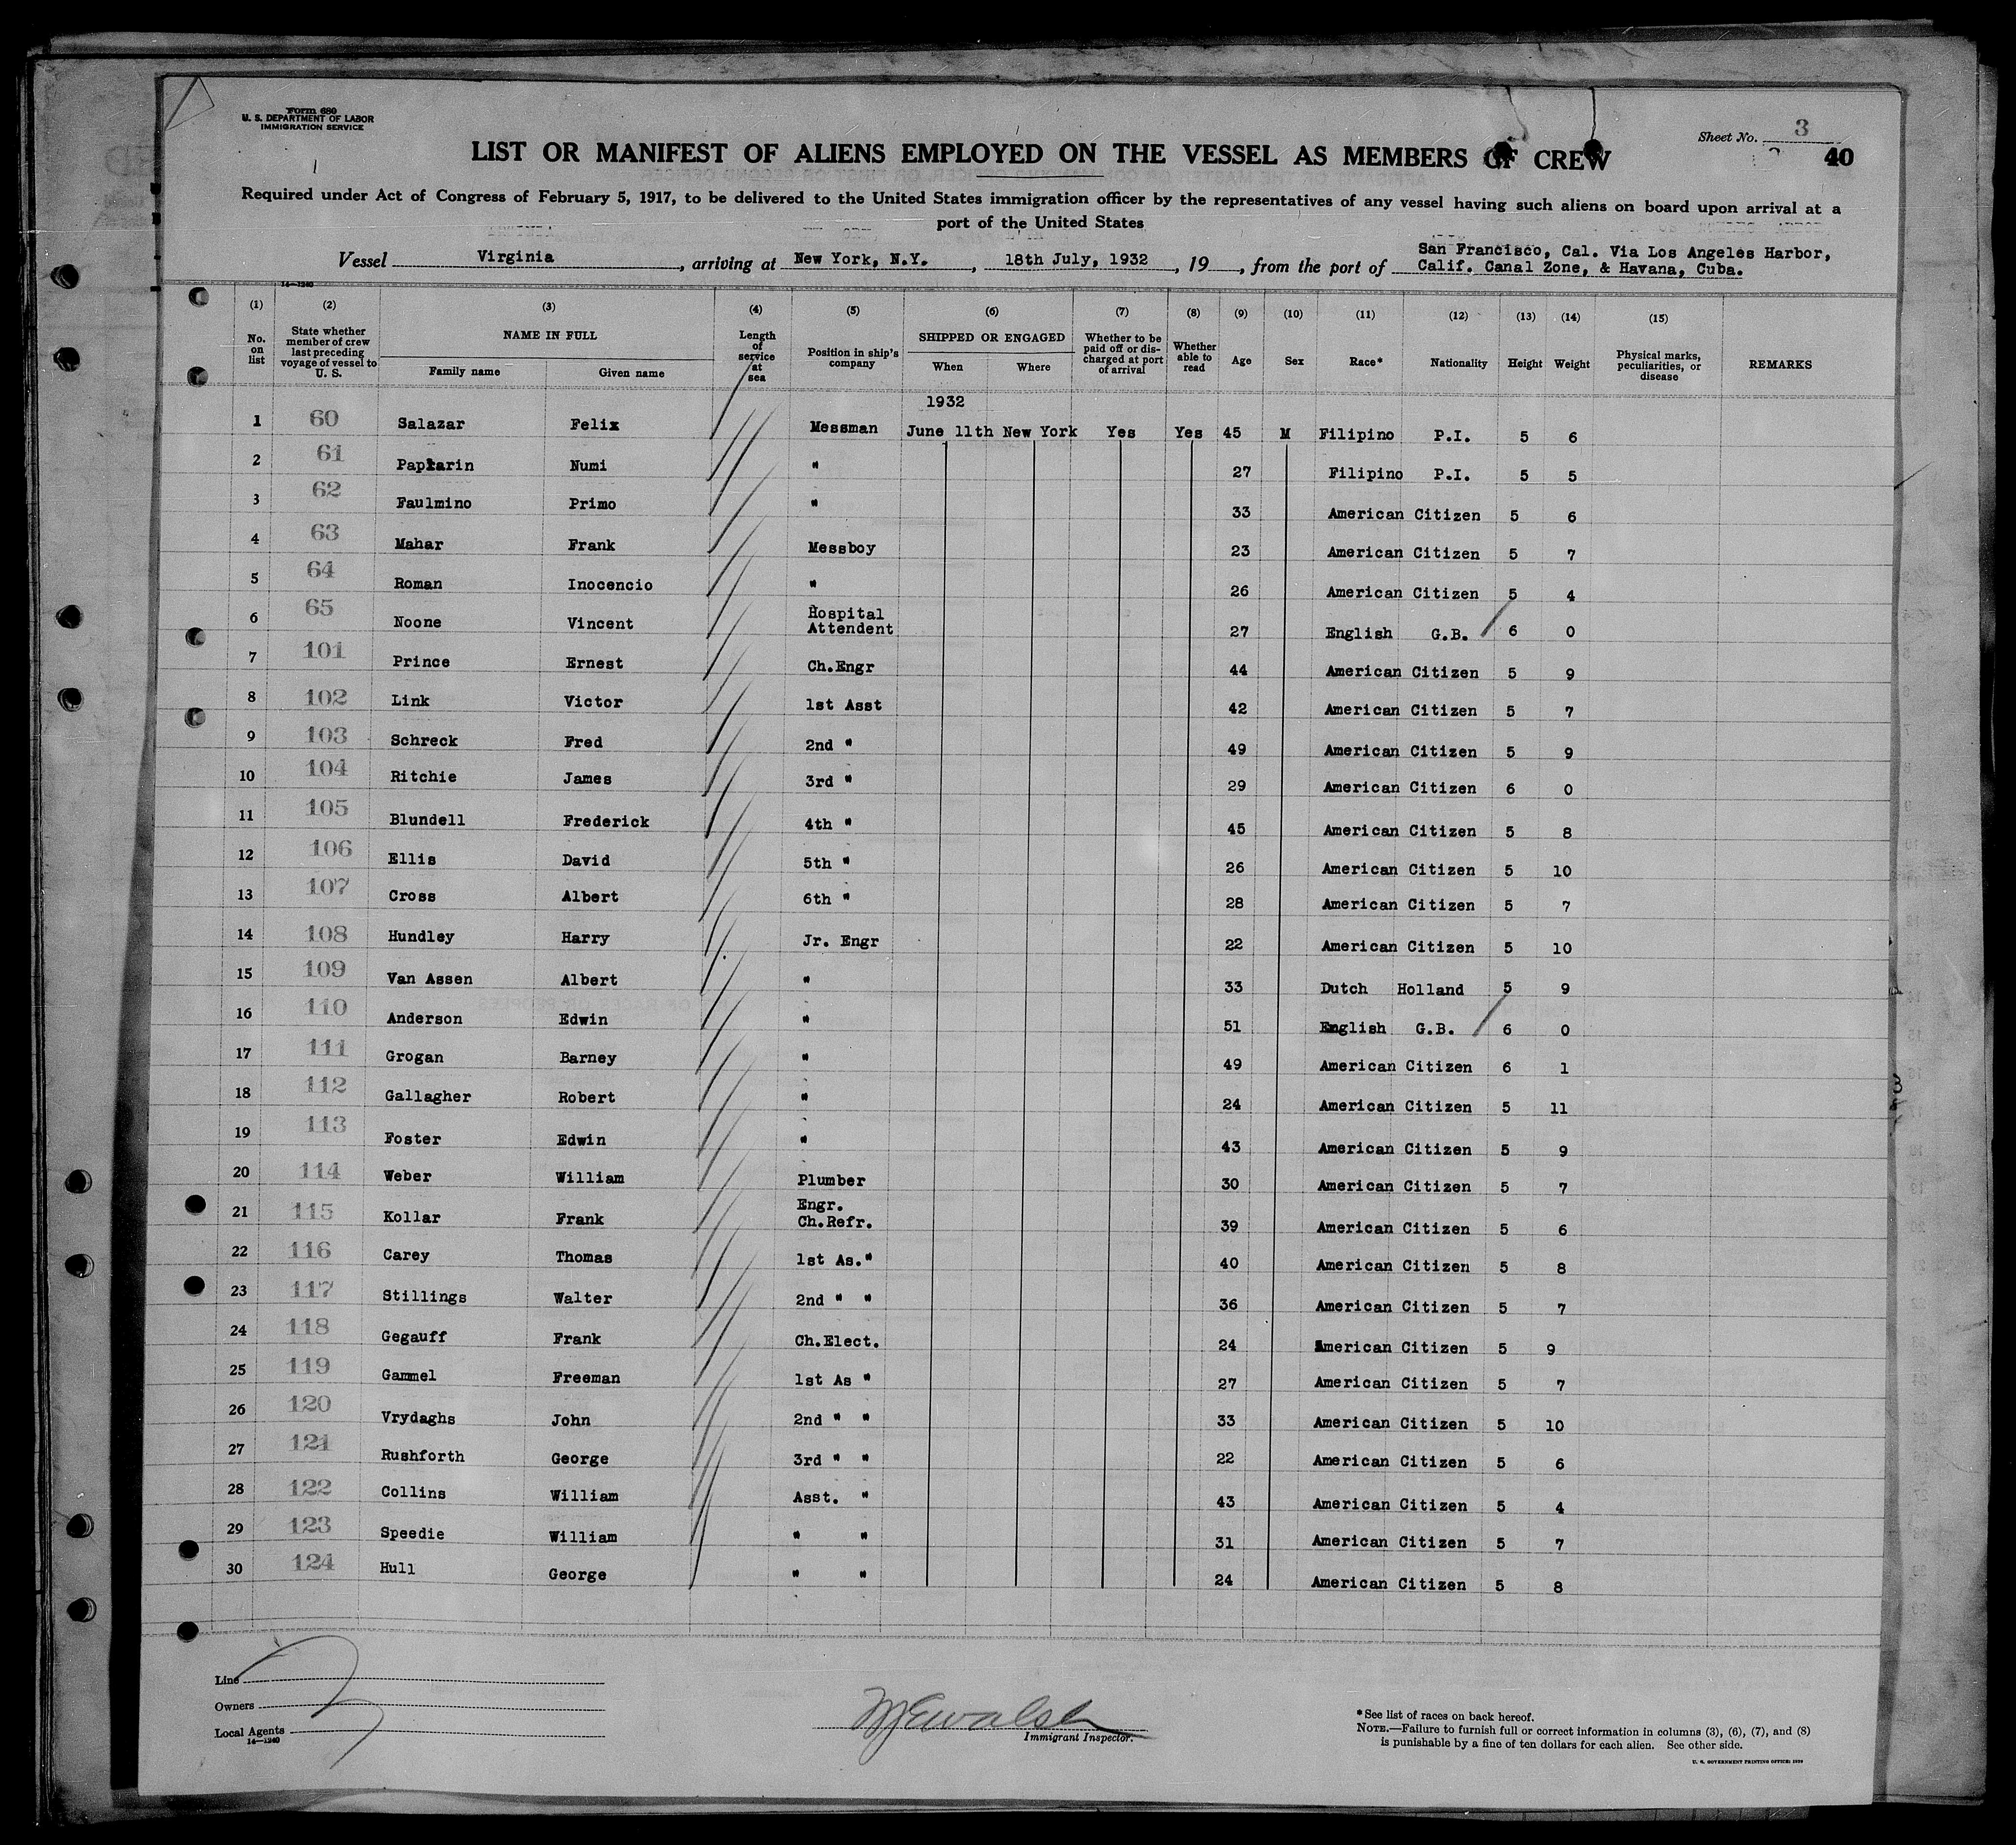 Form 680
U. S. DEPARTMENT OF LABOR
IMMIGRATION SERVICE
Sheet No. 3
LIST OR MANIFEST OF ALIENS EMPLOYED ON THE VESSEL AS MEMBERS OF CREW
40
Required under Act of Congress of February 5, 1917, to be delivered to the United States immigration officer by the representatives of any vessel having such aliens on board upon arrival at a
port of the United States
Vessel Virginia, arriving at New York, N.Y., 18th July, 1932, 19 , from the port of San Francisco, Cal. Via Los Angeles Harbor,
Calif. Canal Zone, & Havana, Cuba.
14—1240
(1) (2) (3) (4) (5) (6) (7) (8) (9) (10) (11) (12) (13) (14) (15)
No. on list State whether member of crew last preceding voyage of vessel to U. S. NAME IN FULL Family name Given name Length of service at sea Position in ship's company SHIPPED OR ENGAGED When Where Whether to be paid off or discharged at port of arrival Whether able to read Age Sex Race* Nationality Height Weight Physical marks, peculiarities, or disease REMARKS
1932
1 60 Salazar Felix Messman June 11th New York Yes Yes 45 M Filipino P.I. 5 6
2 61 Numi " 27 Filipino P.I. 5 5
3 62 Faulmino Primo " 33 American Citizen 5 6
4 63 Mahar Frank Messboy 23 American Citizen 5 7
5 64 Roman Inocencio " 26 American Citizen 5 4
6 65 Noone Vincent Hospital Attendent 27 English G.B. 6 0
7 101 Prince Ernest Ch.Engr 44 American Citizen 5 9
8 102 Link Victor 1st Asst 42 American Citizen 5 7
9 103 Schreck Fred 2nd " 49 American Citizen 5 9
10 104 Ritchie James 3rd " 29 American Citizen 6 0
11 105 Blundell Frederick 4th " 45 American Citizen 5 8
12 106 Ellis David 5th " 26 American Citizen 5 10
13 107 Cross Albert 6th " 28 American Citizen 5 7
14 108 Hundley Harry Jr. Engr 22 American Citizen 5 10
15 109 Van Assen Albert " 33 Dutch Holland 5 9
16 110 Anderson Edwin " 51 English G.B. 6 0
17 111 Grogan Barney " 49 American Citizen 6 1
18 112 Gallagher Robert " 24 American Citizen 5 11
19 113 Foster Edwin " 43 American Citizen 5 9
20 114 Weber William Plumber 30 American Citizen 5 7
21 115 Kollar Frank Engr. Ch.Refr. 39 American Citizen 5 6
22 116 Carey Thomas 1st As." 40 American Citizen 5 8
23 117 Stillings Walter 2nd " " 36 American Citizen 5 7
24 118 Gegauff Frank Ch.Elect. 24 American Citizen 5 9
25 119 Gammel Freeman 1st As " 27 American Citizen 5 7
26 120 Vrydaghs John 2nd " " 33 American Citizen 5 10
27 121 Rushforth George 3rd " " 22 American Citizen 5 6
28 122 Collins William Asst. " 43 American Citizen 5 4
29 123 Speedie William " " 31 American Citizen 5 7
30 124 Hull George " " 24 American Citizen 5 8
Line
Owners
Local Agents
14—1240
Immigrant Inspector.
*See list of races on back hereof.
NOTE.—Failure to furnish full or correct information in columns (3), (6), (7), and (8)
is punishable by a fine of ten dollars for each alien. See other side.